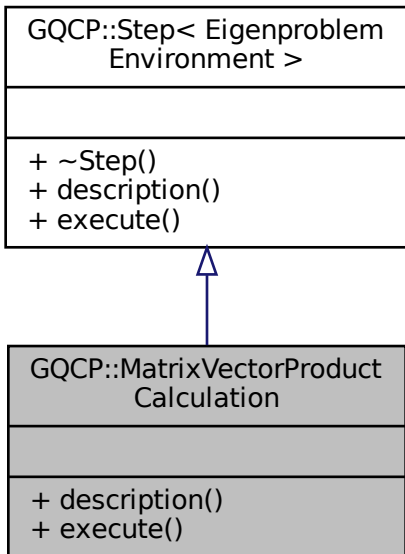 GQCP::Step< Eigenproblem
Environment >
+ ~Step()
+ description()
+ execute()
GQCP::MatrixVectorProduct
Calculation
+ description()
+ execute()